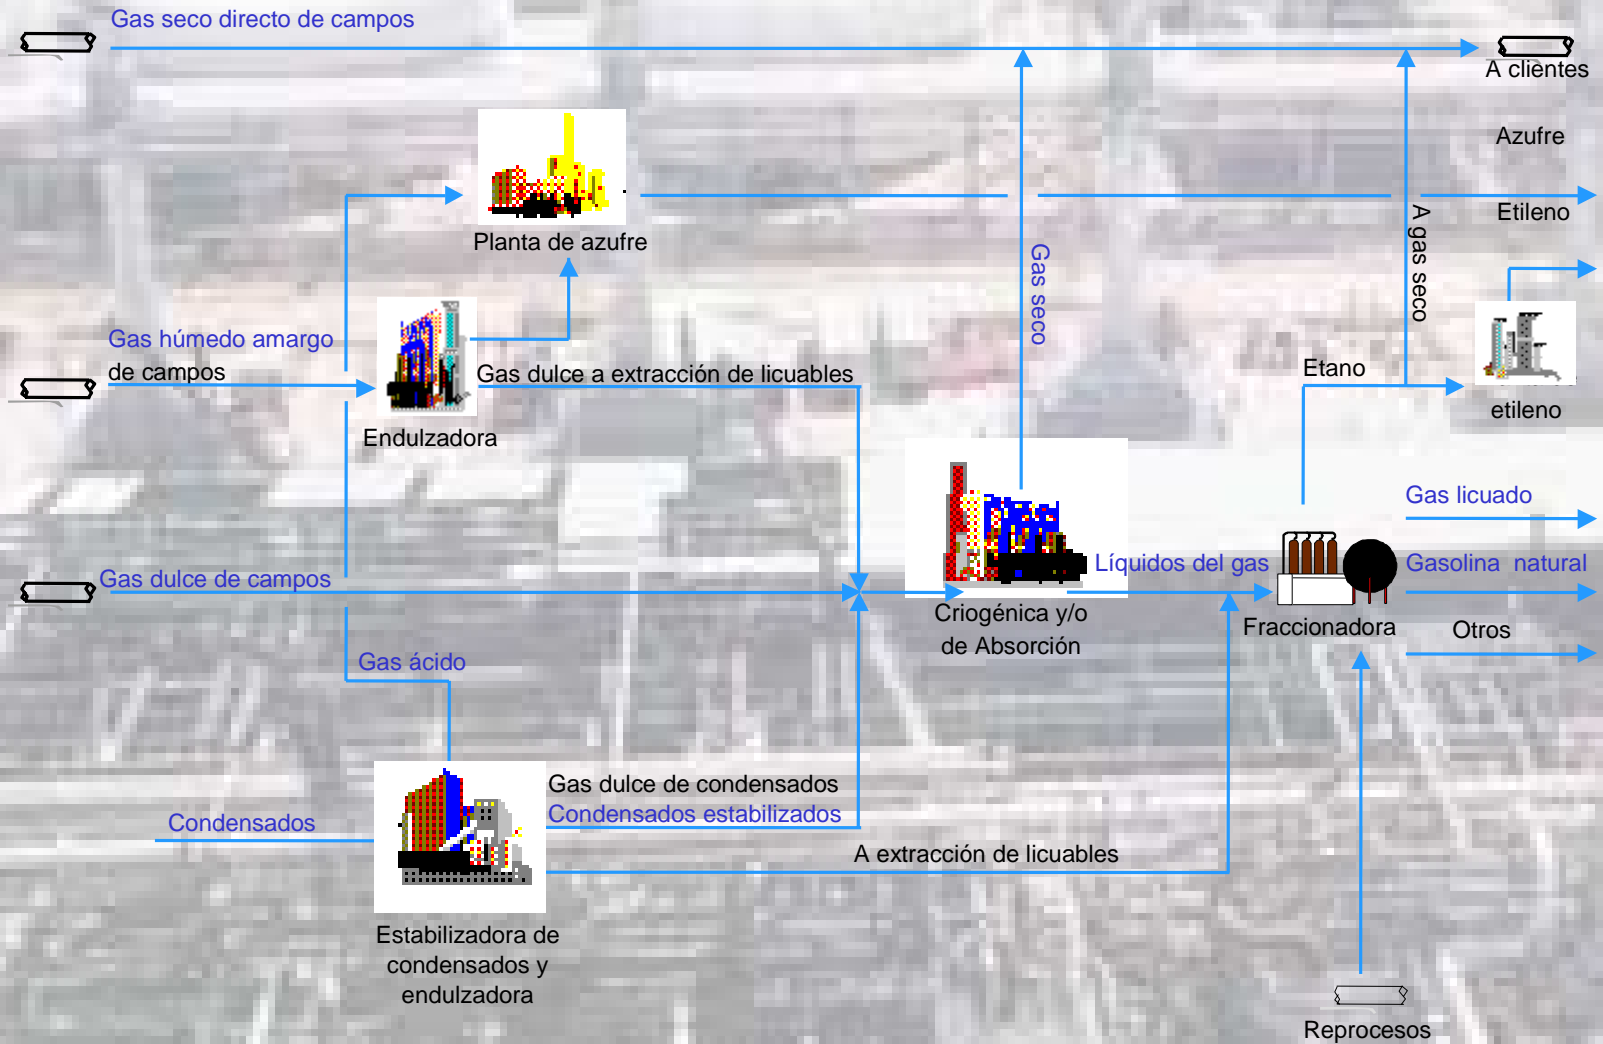 Gas seco directo de campos
A clientes
Azufre
Etileno
Planta de azufre
A gas seco
Gas seco
Gas húmedo amargo
de campos
Gas dulce a extracción de licuables
Etano
etileno
Endulzadora
Gas licuado
Gas dulce de campos
Líquidos del gas
Gasolina natural
Criogénica y/o
de Absorción
Fraccionadora
Otros
Gas ácido
Gas dulce de condensados
Condensados estabilizados
Condensados
A extracción de licuables
Estabilizadora de
condensados y
endulzadora
Reprocesos